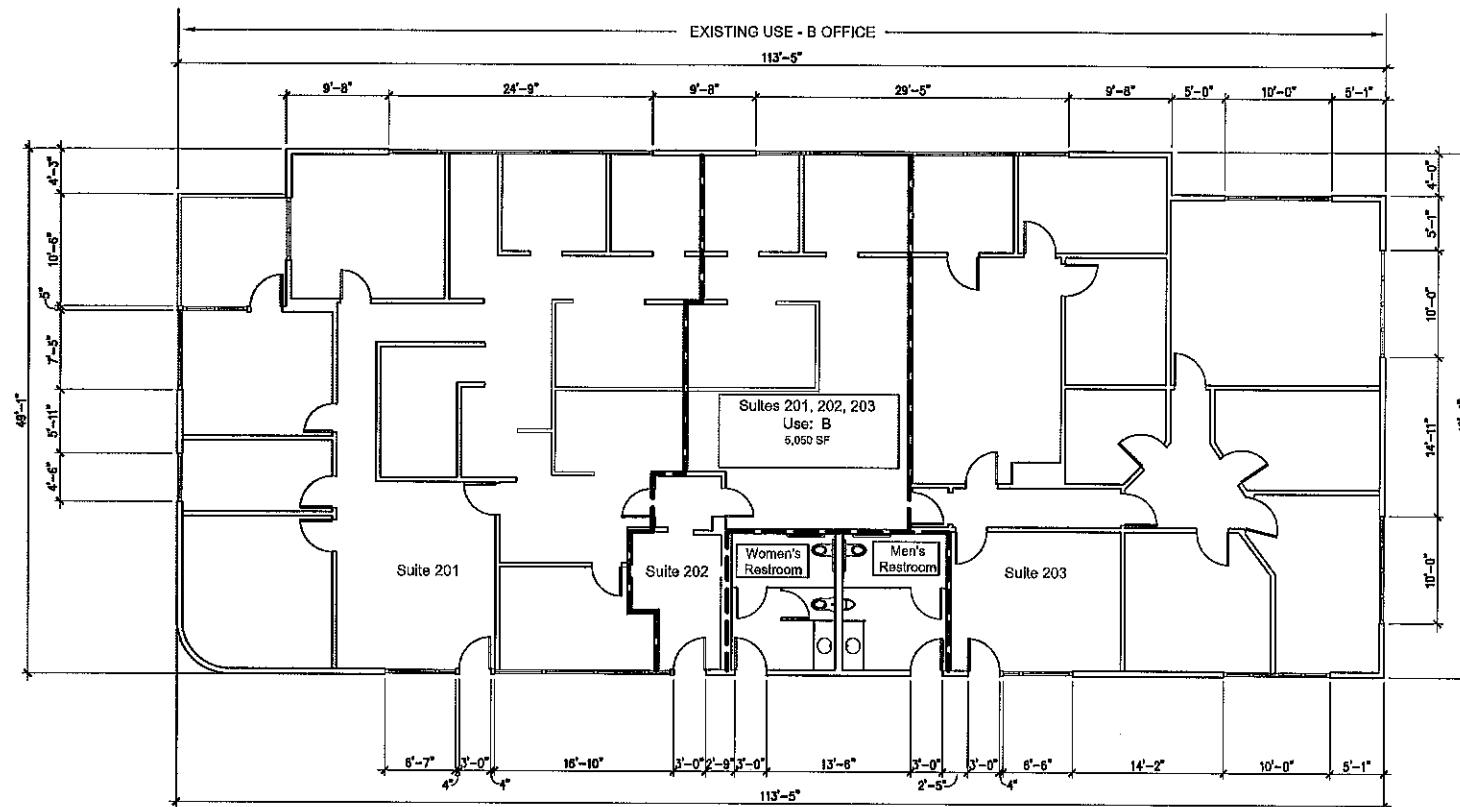 EXISTING USE - B OFFICE
113'-5"
9'-8" 24'-9" 9'-8" 29'-5" 9'-8" 5'-0" 10'-0" 5'-1"
4'-3"
4'-0"
5'-1"
10'-6"
10'-0"
5"
7'-5"
49'-1"
5'-11"
14'-11"
4'-6"
10'-0"
Suites 201, 202, 203
Use: B
5,050 SF
Women's
Restroom
Men's
Restroom
Suite 201
Suite 202
Suite 203
6'-7" 3'-0" 16'-10" 3'-0" 2'-9" 3'-0" 13'-6" 3'-0" 3'-0" 6'-6" 14'-2" 10'-0" 5'-1"
4" 4" 2'-5" 4"
113'-5"